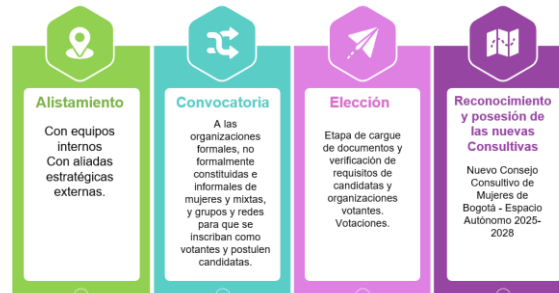 Alistamiento
Con equipos
internos
Con aliadas
estratégicas
externas.
Convocatoria
A las
organizaciones
formales, no
formalmente
constituidas e
informales de
mujeres y mixtas,
y grupos y redes
para que se
inscriban como
votantes y postulen
candidatas.
Elección
Etapa de cargue
de documentos y
verificación de
requisitos de
candidatas y
organizaciones
votantes.
Votaciones.
Reconocimiento
y posesión de
las nuevas
Consultivas
Nuevo Consejo
Consultivo de
Mujeres de
Bogotá - Espacio
Autónomo 2025-
2028